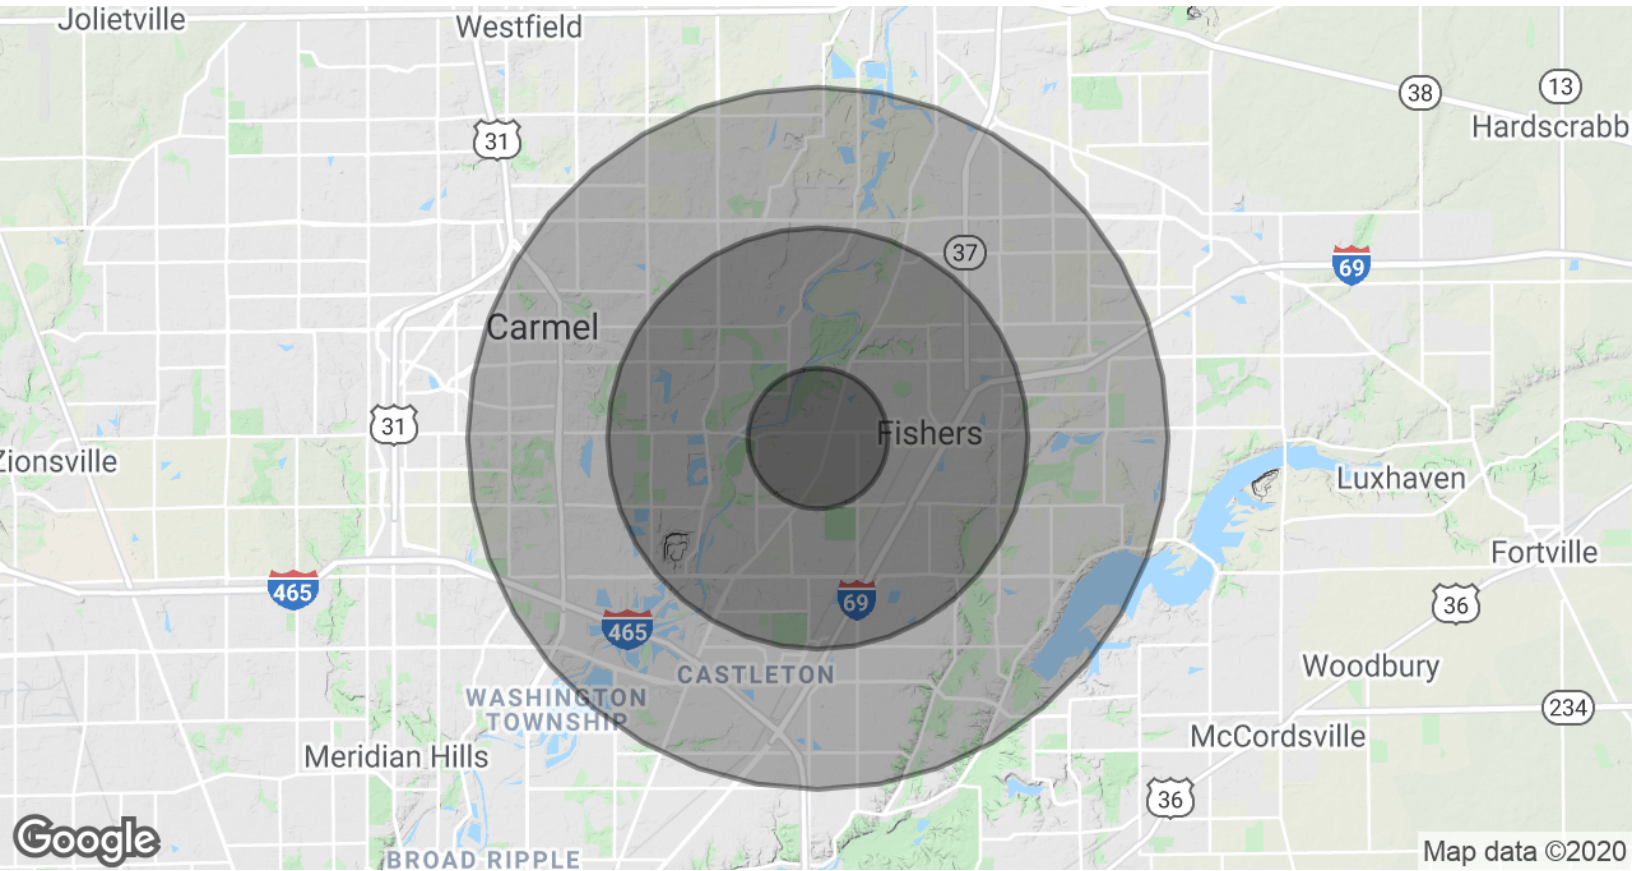 Jolietville
Westfield
38
13
Hardscrabb
31
37
69
Carmel
31
Fishers
Zionsville
Luxhaven
Fortville
465
69
36
465
Woodbury
CASTLETON
WASHINGTON
TOWNSHIP
234
McCordsville
Meridian Hills
36
Google
BROAD RIPPLE
Map data ©2020